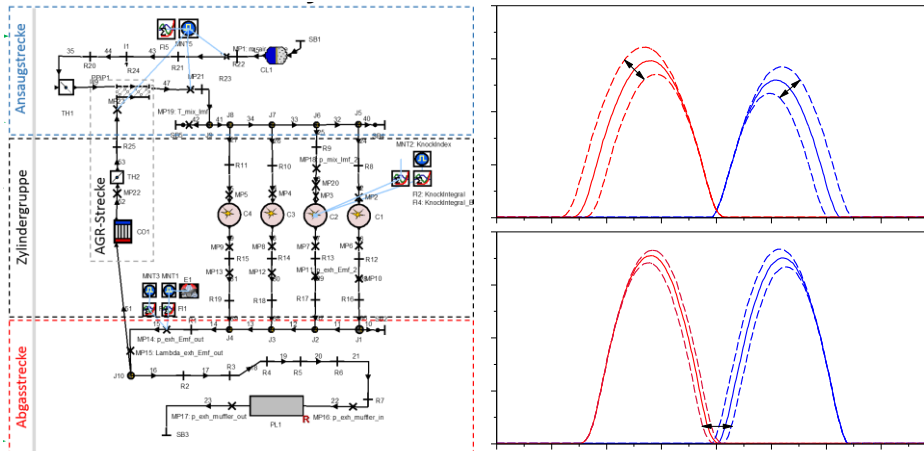 Ansaugstrecke
Zylindergruppe
Abgasstrecke
AGR-Strecke
SB1
CL1
R22
R23
MNT5
R5
I1
35
44
43
R20
R24
R21
TH1
47
MP21
MP19: T_mix_Imf
41
J8
34
J7
33
J6
32
J5
40
R25
TH2
MP22
CO1
R11
R10
R9
R8
MP18: p_mix_Imf_2
MP20
MP5
MP4
MP3
MP2
C4
C3
C2
C1
MNT2: KnockIndex
R2: KnockIntegral
R4: KnockIntegral_E
MP9
MP8
MP7
MP6
R15
R14
R13
R12
MP13
MP12
MP11: p_exh_Emf_2
MP10
R19
R18
R17
R16
MNT3
MNT1
E1
MP14: p_exh_Emf_out
J4
J3
J2
J1
MP15: Lambda_exh_Emf_out
J10
16
R2
17
R3
R4
19
R5
20
R6
21
R7
23
22
MP17: p_exh_muffler_out
MP16: p_exh_muffler_in
PL1
R
SB3